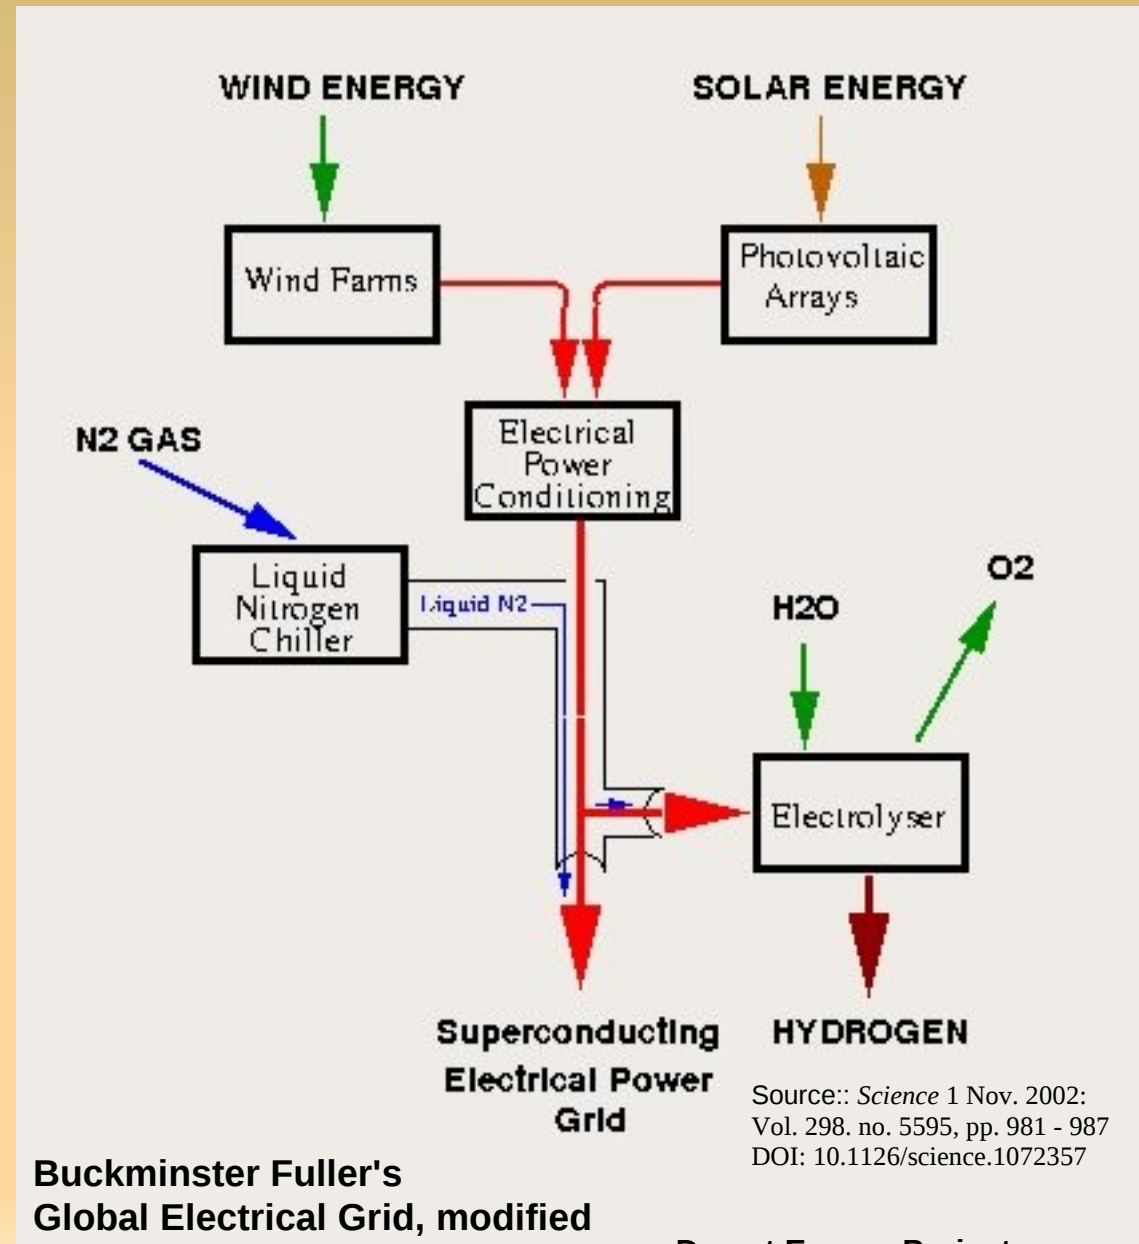 WIND ENERGY
SOLAR ENERGY
Wind Farms
Photovoltaic
Arrays
Electrical
Power
Conditioning
N2 GAS
Liquid
Nitrogen
Chiller
Liquid N2
H2O
O2
Electrolyser
Superconducting
Electrical Power
Grid
HYDROGEN
Source:: Science 1 Nov. 2002:
Vol. 298. no. 5595, pp. 981 - 987
DOI: 10.1126/science.1072357
Buckminster Fuller's
Global Electrical Grid, modified